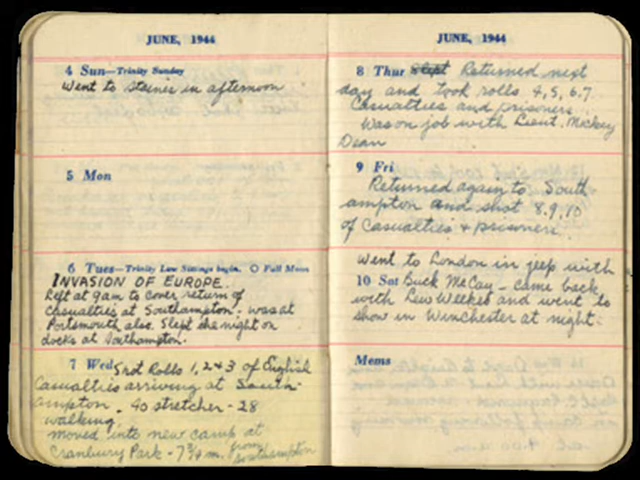 JUNE, 1944
4 Sun—Trinity Sunday
Went to Staines in afternoon
5 Mon
6 Tues—Trinity Law Sittings begin. O Full Moon
INVASION OF EUROPE.
Left at 9am to cover return of
casualties at Southampton. was at
Portsmouth also. Slept the night on
docks at Southampton.
7 Wed Shot Rolls 1, 2 + 3 of English
Casualties arriving at South-
ampton. 40 stretcher - 28
walking.
moved into new camp at
Cranbury Park - 7 3/4 m. from
Southampton
JUNE, 1944
8 Thur Slept Returned next
day and took rolls 4, 5, 6.7
Casualties and prisoners.
Was on job with Lieut. Mickey
Dean
9 Fri
Returned again to South
ampton and shot 8.9.10
of Casualties + prisoners.
Went to London in jeep with
10 Sat Buck McCay - came back
with Lew Weekes and went to
show in Winchester at night.
Mems